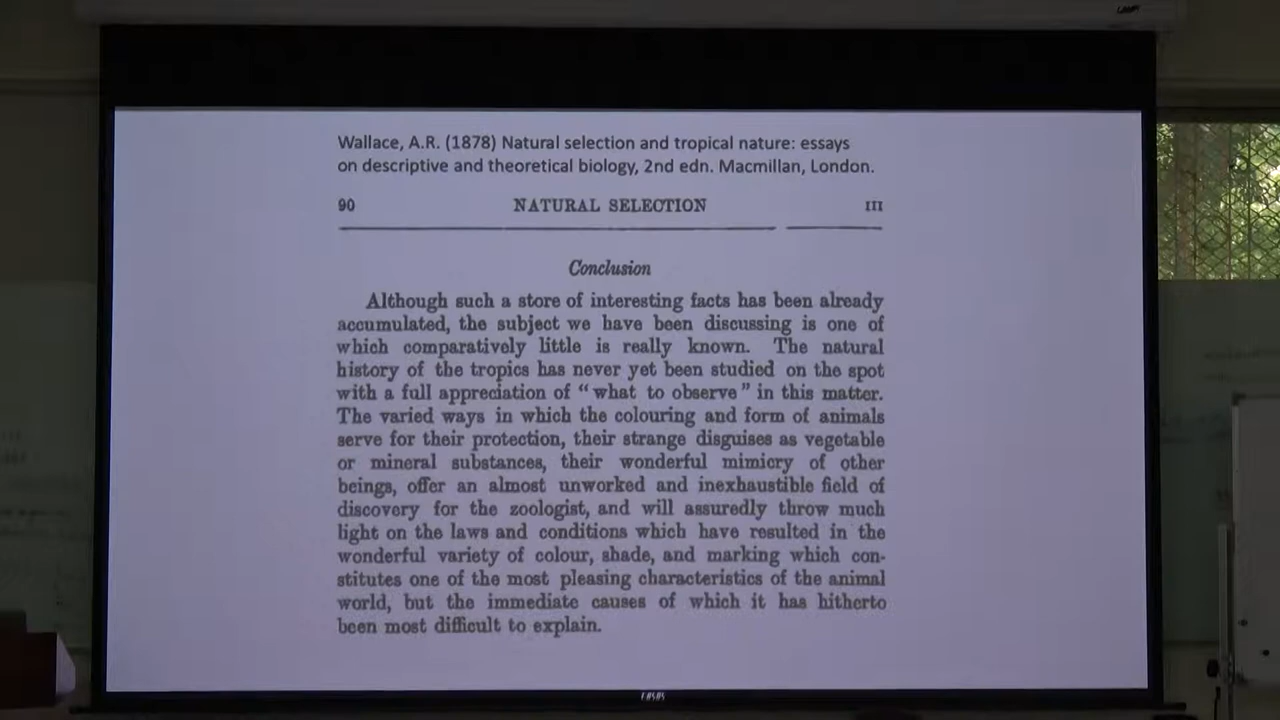 Wallace, A.R. (1878) Natural selection and tropical nature: essays
on descriptive and theoretical biology, 2nd edn. Macmillan, London.
90 NATURAL SELECTION III
Conclusion
Although such a store of interesting facts has been already
accumulated, the subject we have been discussing is one of
which comparatively little is really known. The natural
history of the tropics has never yet been studied on the spot
with a full appreciation of “what to observe” in this matter.
The varied ways in which the colouring and form of animals
serve for their protection, their strange disguises as vegetable
or mineral substances, their wonderful mimicry of other
beings, offer an almost unworked and inexhaustible field of
discovery for the zoologist, and will assuredly throw much
light on the laws and conditions which have resulted in the
wonderful variety of colour, shade, and marking which con-
stitutes one of the most pleasing characteristics of the animal
world, but the immediate causes of which it has hitherto
been most difficult to explain.